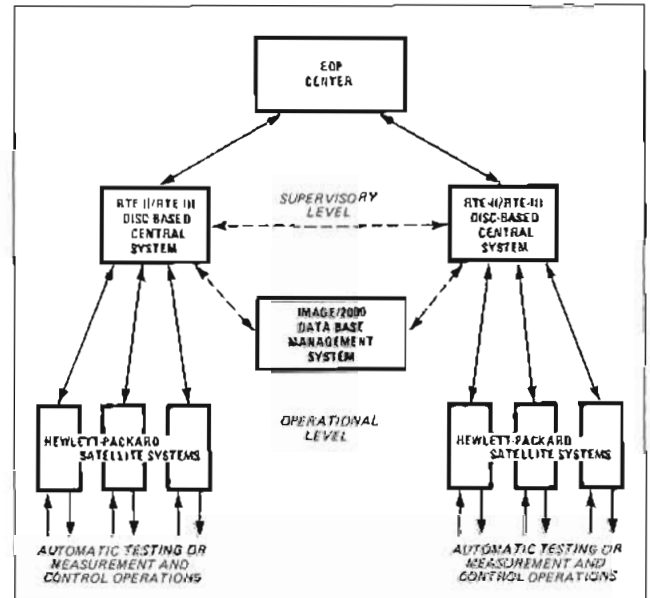 EDP
CENTER
RTE-II/RTE-III
DISC-BASED
CENTRAL
SYSTEM
SUPERVISORY
LEVEL
RTE-II/RTE-III
DISC-BASED
CENTRAL
SYSTEM
IMAGE/2000
DATA BASE
MANAGEMENT
SYSTEM
OPERATIONAL
LEVEL
HEWLETT-PACKARD
SATELLITE SYSTEMS
HEWLETT-PACKARD
SATELLITE SYSTEMS
AUTOMATIC TESTING OR
MEASUREMENT AND
CONTROL OPERATIONS
AUTOMATIC TESTING OR
MEASUREMENT AND
CONTROL OPERATIONS